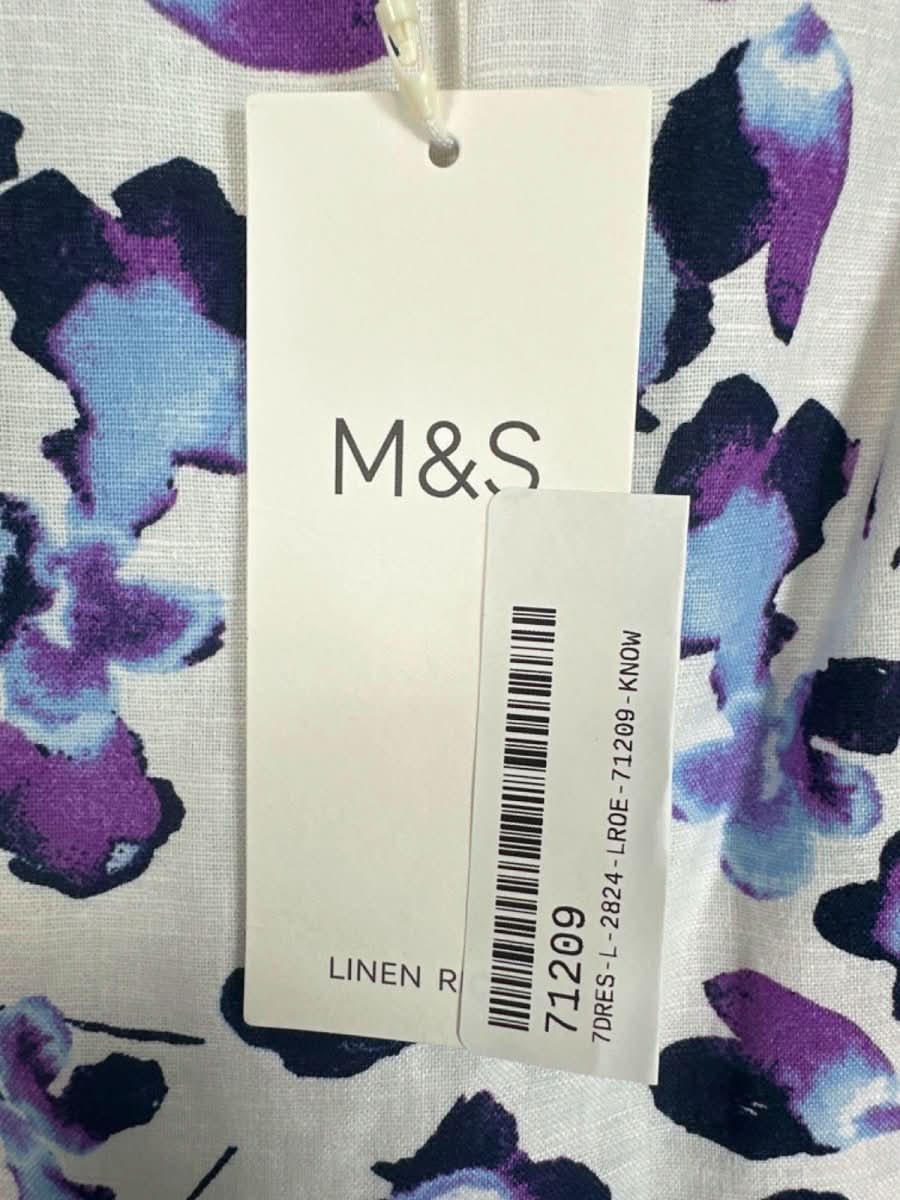 M&S
LINEN R
71209
7DRES-L-2824-LROE-71209-KNOW